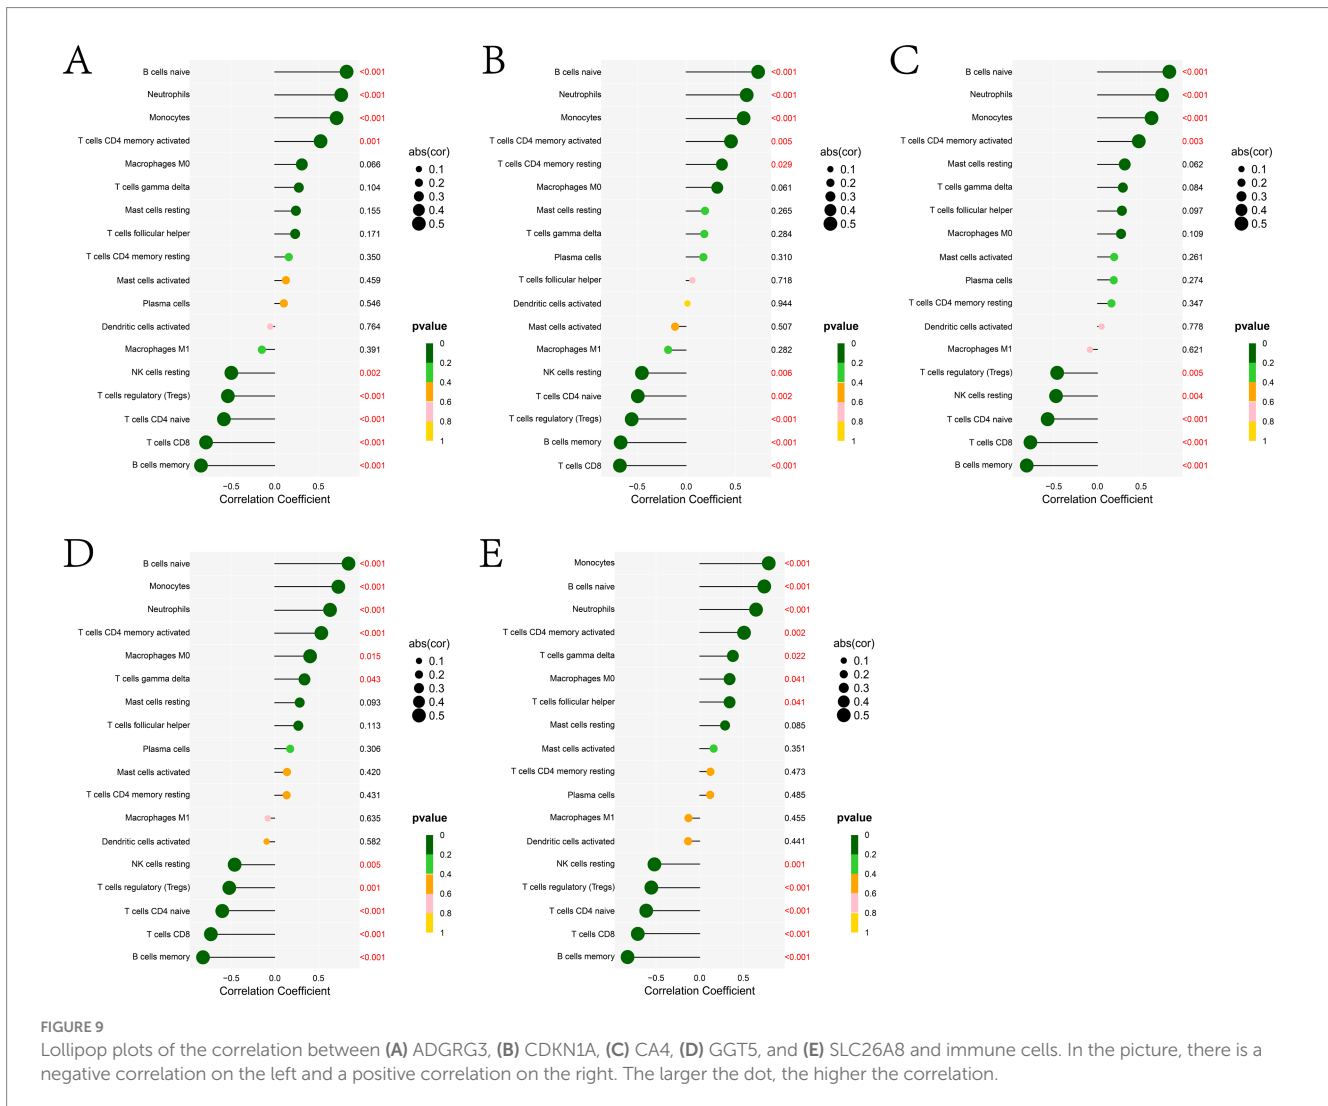 A
B cells naive <0.001
Neutrophils <0.001
Monocytes <0.001
T cells CD4 memory activated 0.001
Macrophages M0 0.066
T cells gamma delta 0.104
Mast cells resting 0.155
T cells follicular helper 0.171
T cells CD4 memory resting 0.350
Mast cells activated 0.459
Plasma cells 0.546
Dendritic cells activated 0.764
Macrophages M1 0.391
NK cells resting 0.002
T cells regulatory (Tregs) <0.001
T cells CD4 naive <0.001
T cells CD8 <0.001
B cells memory <0.001
−0.5 0.0 0.5
Correlation Coefficient
abs(cor)
0.1
0.2
0.3
0.4
0.5
pvalue
0
0.2
0.4
0.6
0.8
1
B
B cells naive <0.001
Neutrophils <0.001
Monocytes <0.001
T cells CD4 memory activated 0.005
T cells CD4 memory resting 0.029
Macrophages M0 0.061
Mast cells resting 0.265
T cells gamma delta 0.284
Plasma cells 0.310
T cells follicular helper 0.718
Dendritic cells activated 0.944
Mast cells activated 0.507
Macrophages M1 0.282
NK cells resting 0.006
T cells CD4 naive 0.002
T cells regulatory (Tregs) <0.001
B cells memory <0.001
T cells CD8 <0.001
−0.5 0.0 0.5
Correlation Coefficient
abs(cor)
0.1
0.2
0.3
0.4
0.5
pvalue
0
0.2
0.4
0.6
0.8
1
C
B cells naive <0.001
Neutrophils <0.001
Monocytes <0.001
T cells CD4 memory activated 0.003
Mast cells resting 0.062
T cells gamma delta 0.084
T cells follicular helper 0.097
Macrophages M0 0.109
Mast cells activated 0.261
Plasma cells 0.274
T cells CD4 memory resting 0.347
Dendritic cells activated 0.778
Macrophages M1 0.621
T cells regulatory (Tregs) 0.005
NK cells resting 0.004
T cells CD4 naive <0.001
T cells CD8 <0.001
B cells memory <0.001
−0.5 0.0 0.5
Correlation Coefficient
abs(cor)
0.1
0.2
0.3
0.4
0.5
pvalue
0
0.2
0.4
0.6
0.8
1
D
B cells naive <0.001
Monocytes <0.001
Neutrophils <0.001
T cells CD4 memory activated <0.001
Macrophages M0 0.015
T cells gamma delta 0.043
Mast cells resting 0.093
T cells follicular helper 0.113
Plasma cells 0.306
Mast cells activated 0.420
T cells CD4 memory resting 0.431
Macrophages M1 0.635
Dendritic cells activated 0.582
NK cells resting 0.005
T cells regulatory (Tregs) 0.001
T cells CD4 naive <0.001
T cells CD8 <0.001
B cells memory <0.001
−0.5 0.0 0.5
Correlation Coefficient
abs(cor)
0.1
0.2
0.3
0.4
0.5
pvalue
0
0.2
0.4
0.6
0.8
1
E
Monocytes <0.001
B cells naive <0.001
Neutrophils <0.001
T cells CD4 memory activated 0.002
T cells gamma delta 0.022
Macrophages M0 0.041
T cells follicular helper 0.041
Mast cells resting 0.085
Mast cells activated 0.351
T cells CD4 memory resting 0.473
Plasma cells 0.485
Macrophages M1 0.455
Dendritic cells activated 0.441
NK cells resting 0.001
T cells regulatory (Tregs) <0.001
T cells CD4 naive <0.001
T cells CD8 <0.001
B cells memory <0.001
−0.5 0.0 0.5
Correlation Coefficient
abs(cor)
0.1
0.2
0.3
0.4
0.5
pvalue
0
0.2
0.4
0.6
0.8
1
FIGURE 9
Lollipop plots of the correlation between (A) ADGRG3, (B) CDKN1A, (C) CA4, (D) GGT5, and (E) SLC26A8 and immune cells. In the picture, there is a
negative correlation on the left and a positive correlation on the right. The larger the dot, the higher the correlation.